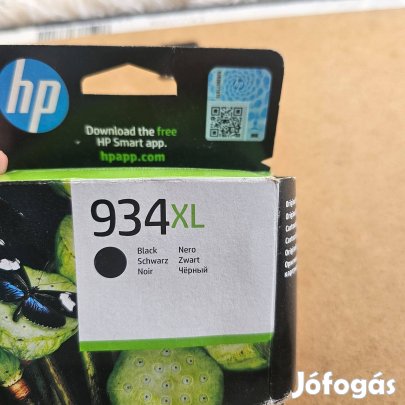 hp
Download the free
HP Smart app.
hpapp.com
934XL
Black Nero
Schwarz Zwart
Noir Чёрный
Jófogás